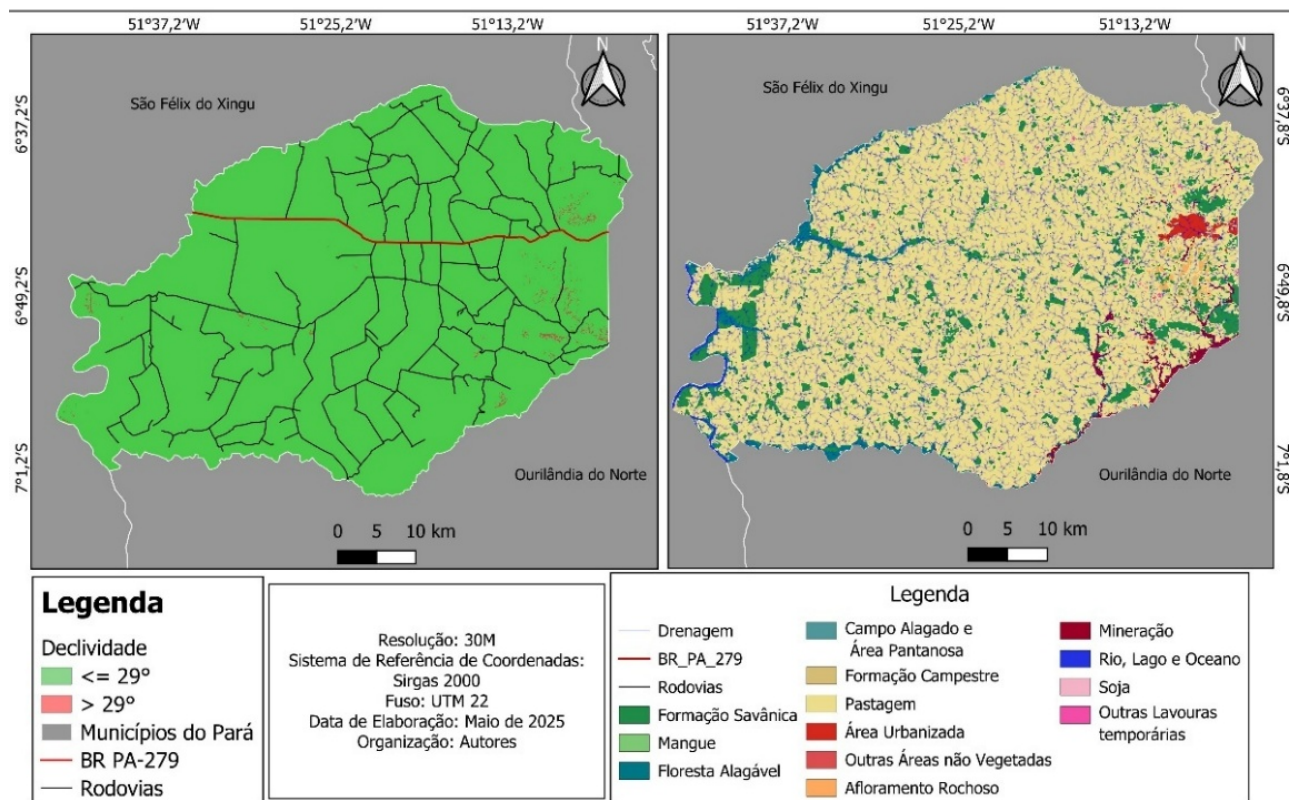 51°37,2'W 51°25,2'W 51°13,2'W
51°37,2'W 51°25,2'W 51°13,2'W
6°37,2'S
6°49,2'S
7°1,2'S
N
São Félix do Xingu
Ourilândia do Norte
0 5 10 km
N
São Félix do Xingu
Ourilândia do Norte
0 5 10 km
6°37,8'S
6°49,8'S
7°1,8'S
Legenda
Declividade
<= 29°
> 29°
Municípios do Pará
BR PA-279
Rodovias
Resolução: 30M
Sistema de Referência de Coordenadas:
Sirgas 2000
Fuso: UTM 22
Data de Elaboração: Maio de 2025
Organização: Autores
Legenda
Drenagem
BR_PA_279
Rodovias
Formação Savânica
Mangue
Floresta Alagável
Campo Alagado e
Área Pantanosa
Formação Campestre
Pastagem
Área Urbanizada
Outras Áreas não Vegetadas
Afloramento Rochoso
Mineração
Rio, Lago e Oceano
Soja
Outras Lavouras
temporárias